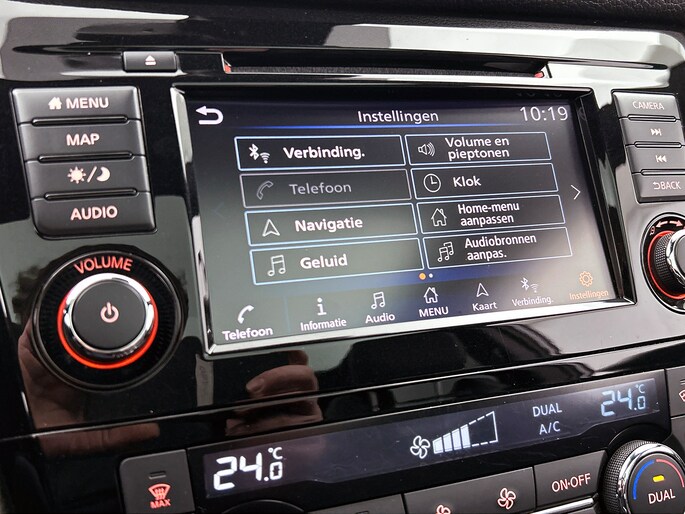 MENU
MAP
AUDIO
VOLUME
Instellingen
10:19
Verbinding.
Volume en
pieptonen
Telefoon
Klok
Navigatie
Home-menu
aanpassen
Geluid
Audiobronnen
aanpas.
Telefoon
Informatie
Audio
MENU
Kaart
Verbinding.
Instellingen
CAMERA
BACK
24.0 °C
DUAL
A/C
24.0 °C
MAX
ON·OFF
DUAL